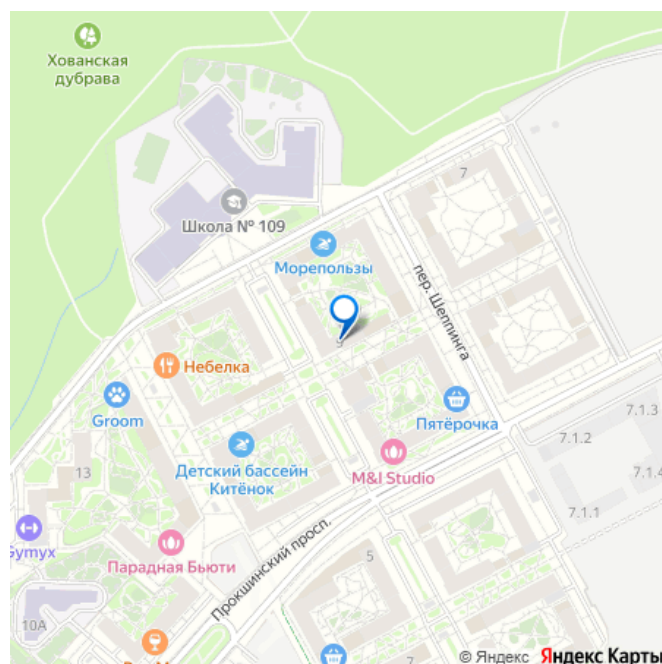 Хованская
дубрава
7
Школа № 109
Морепользы
пер. Шеппинга
Небелка
Groom
Пятёрочка
7.1.3
7.1.2
7.1.4
M&I Studio
Детский бассейн
Китёнок
13
7.1.1
Gymух
Парадная Бьюти
Прокшинский просп.
5
10А
7
© Яндекс Яндекс Карты